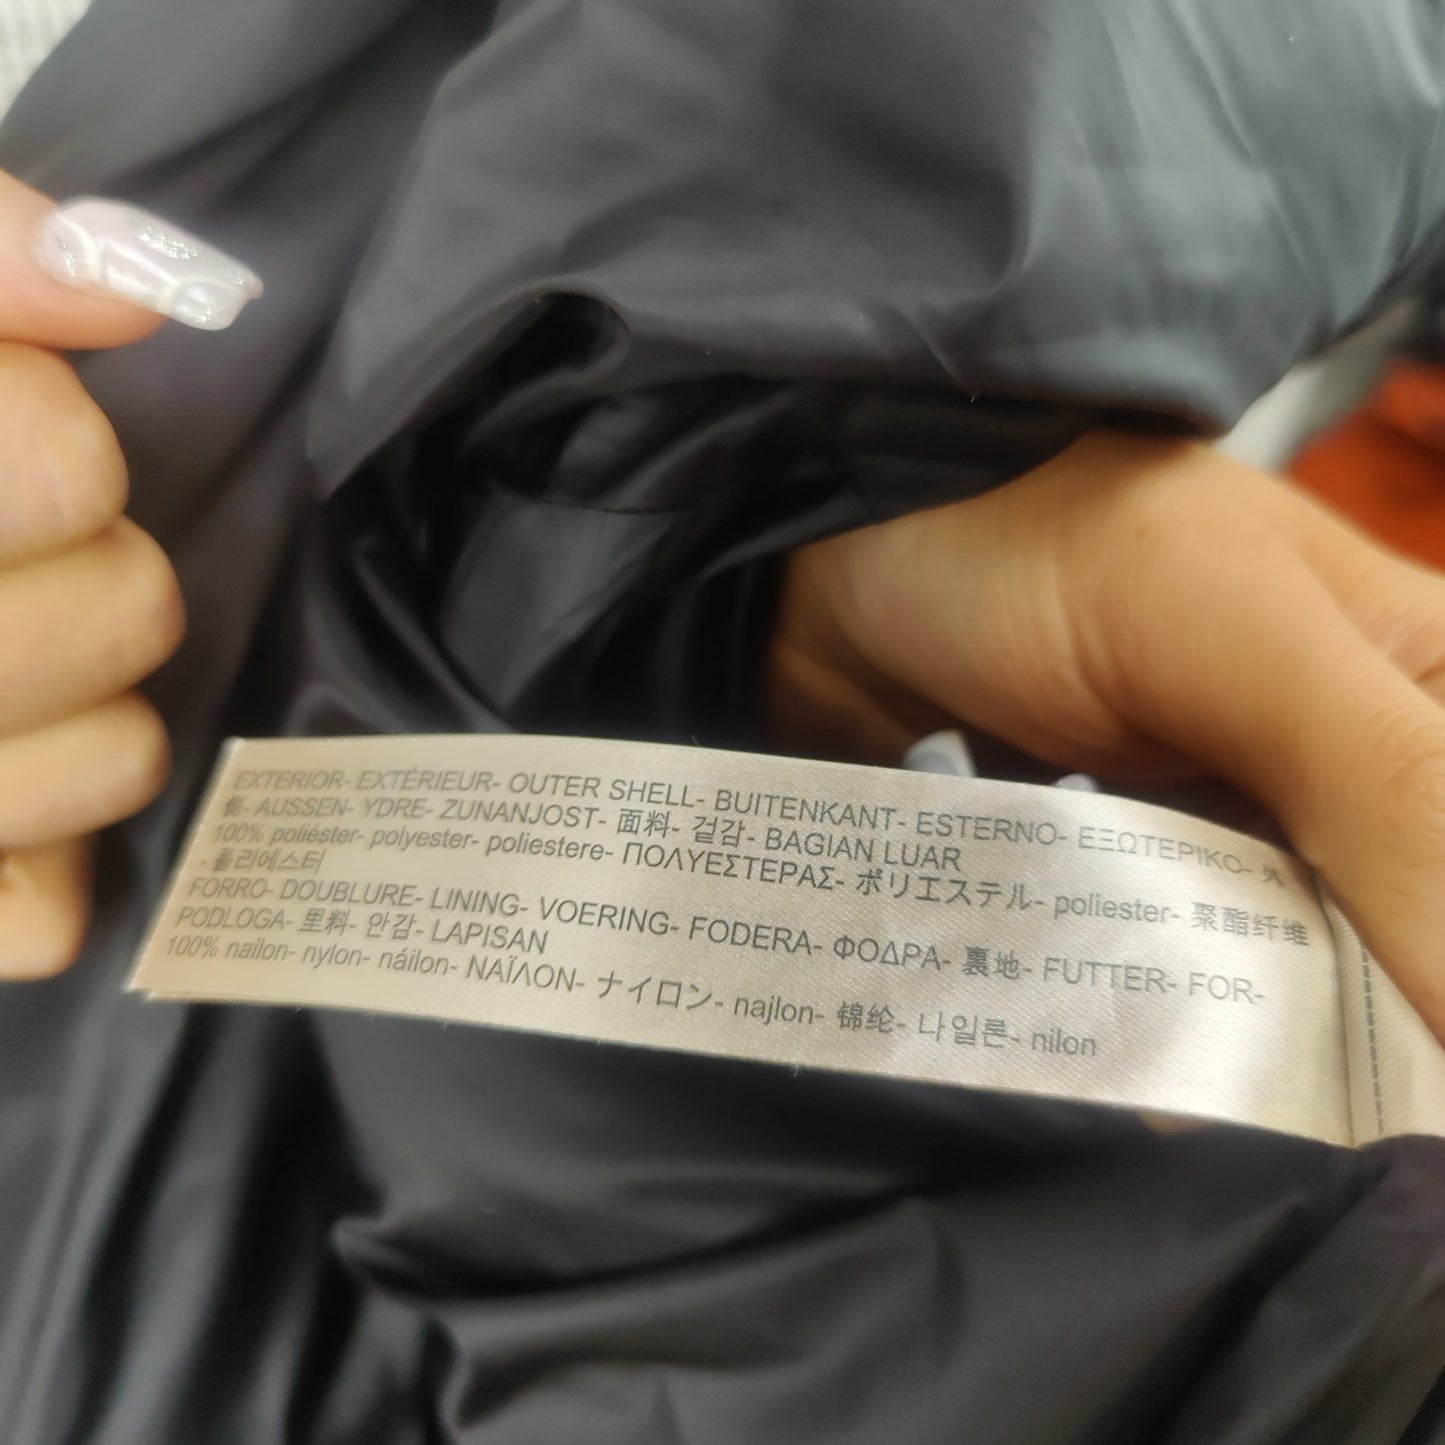 EXTERIOR- EXTÉRIEUR- OUTER SHELL- BUITENKANT- ESTERNO- ΕΞΩΤΕΡΙΚΟ- 外
側- AUSSEN- YDRE- ZUNANJOST- 面料- 겉감- BAGIAN LUAR
100% poliéster- polyester- poliestere- ΠΟΛΥΕΣΤΕΡΑΣ- ポリエステル- poliester- 聚酯纤维
- 폴리에스터
FORRO- DOUBLURE- LINING- VOERING- FODERA- ΦΟΔΡΑ- 裏地- FUTTER- FOR-
PODLOGA- 里料- 안감- LAPISAN
100% nailon- nylon- náilon- ΝΑΪΛΟΝ- ナイロン- najlon- 锦纶- 나일론- nilon